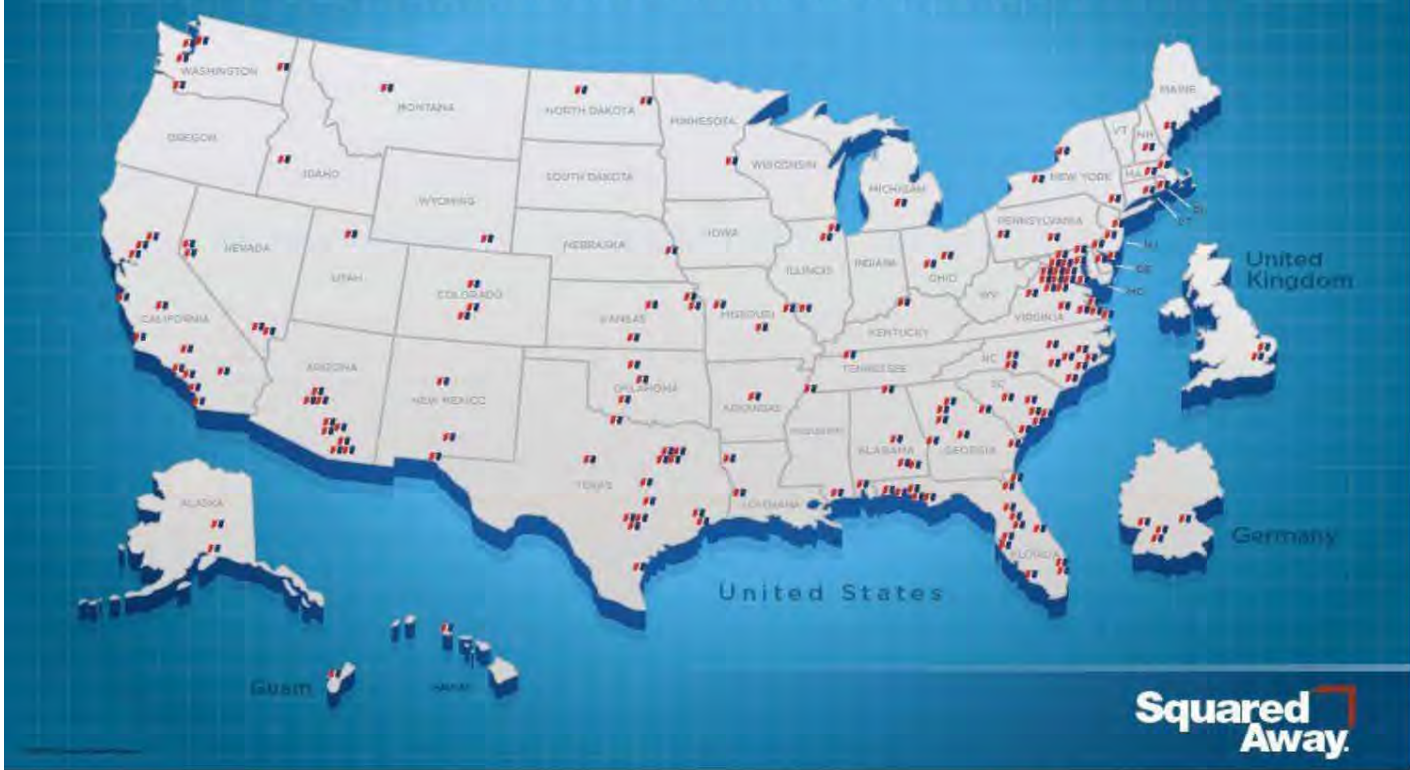 WASHINGTON
MONTANA
NORTH DAKOTA
MINNESOTA
MAINE
OREGON
IDAHO
SOUTH DAKOTA
WISCONSIN
MICHIGAN
VT
NH
NEW YORK
MA
RI
CT
WYOMING
NEBRASKA
IOWA
PENNSYLVANIA
NJ
NEVADA
UTAH
COLORADO
ILLINOIS
INDIANA
OHIO
WV
DE
MD
United
Kingdom
CALIFORNIA
KANSAS
MISSOURI
KENTUCKY
VIRGINIA
ARIZONA
NEW MEXICO
OKLAHOMA
ARKANSAS
TENNESSEE
NC
SC
MISSISSIPPI
ALABAMA
GEORGIA
TEXAS
LOUISIANA
FLORIDA
ALASKA
Germany
United States
Guam
HAWAII
Squared
Away.